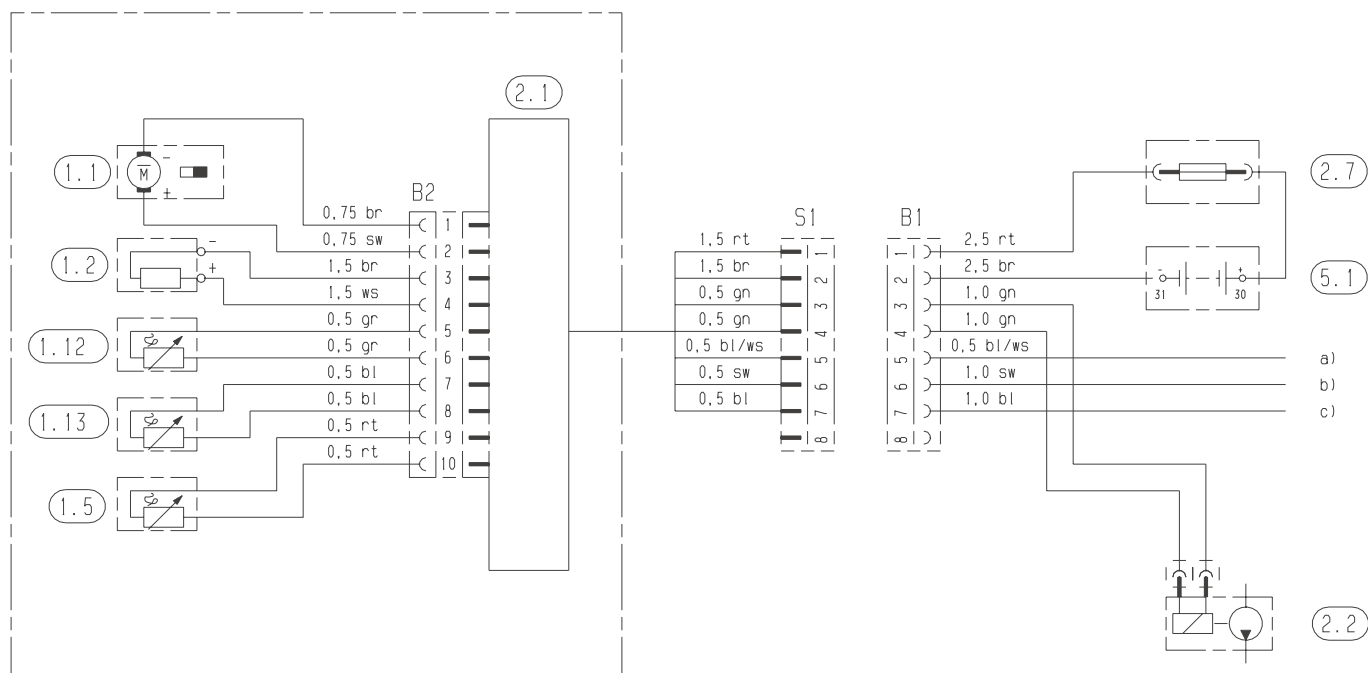 2.1
1.1
M
-
+
1.2
-
+
1.12
1.13
1.5
B2
0,75 br
1
0,75 sw
2
1,5 br
3
1,5 ws
4
0,5 gr
5
0,5 gr
6
0,5 bl
7
0,5 bl
8
0,5 rt
9
0,5 rt
10
S1
1,5 rt
1
1,5 br
2
0,5 gn
3
0,5 gn
4
0,5 bl/ws
5
0,5 sw
6
0,5 bl
7
8
B1
1
2,5 rt
2
2,5 br
3
1,0 gn
4
1,0 gn
5
0,5 bl/ws
6
1,0 sw
7
1,0 bl
8
2.7
5.1
- +
31 30
a)
b)
c)
2.2